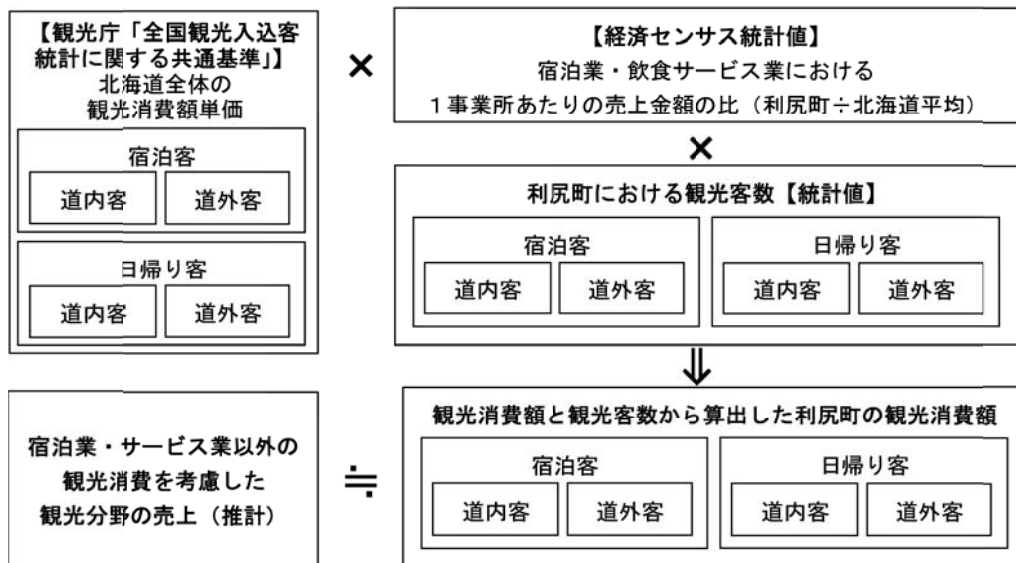 【観光庁「全国観光入込客
統計に関する共通基準」】
北海道全体の
観光消費額単価
宿泊客
道内客 道外客
日帰り客
道内客 道外客
×
【経済センサス統計値】
宿泊業・飲食サービス業における
1事業所あたりの売上金額の比（利尻町÷北海道平均）
×
利尻町における観光客数【統計値】
宿泊客 日帰り客
道内客 道外客 道内客 道外客
⇓
観光消費額と観光客数から算出した利尻町の観光消費額
宿泊客 日帰り客
道内客 道外客 道内客 道外客
≒
宿泊業・サービス業以外の
観光消費を考慮した
観光分野の売上（推計）